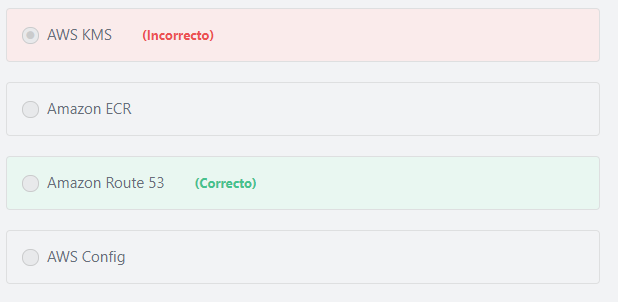 AWS KMS (Incorrecto)
Amazon ECR
Amazon Route 53 (Correcto)
AWS Config